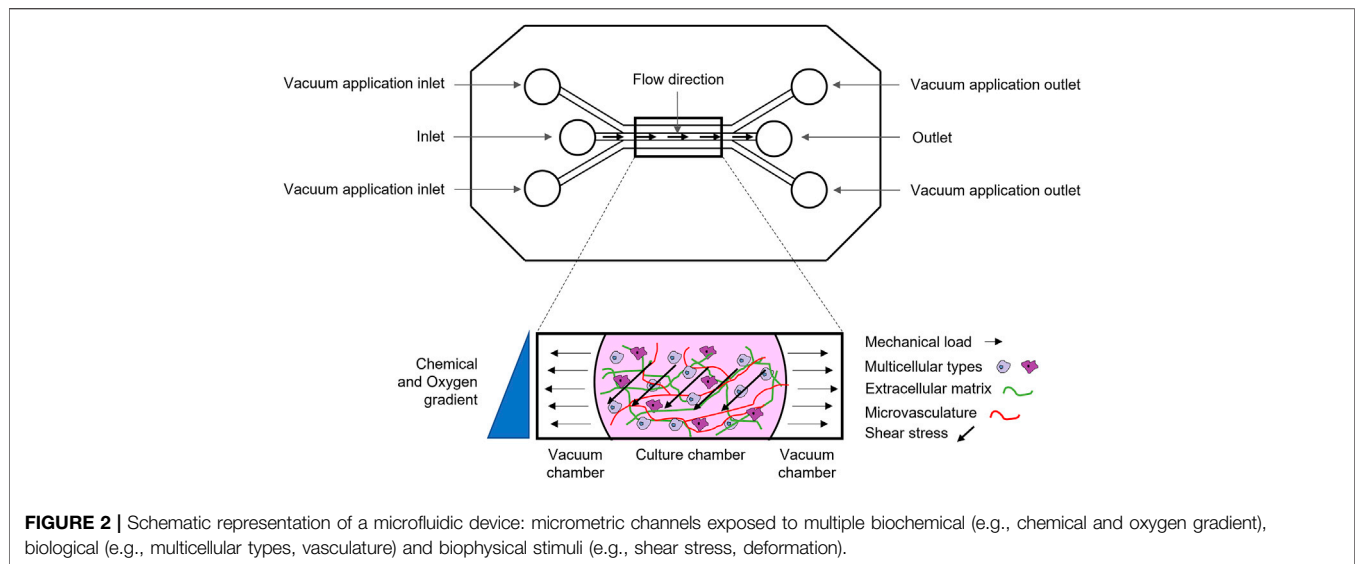 Flow direction
Vacuum application inlet
Vacuum application outlet
Inlet
Outlet
Vacuum application inlet
Vacuum application outlet
Chemical
and Oxygen
gradient
Mechanical load
Multicellular types
Extracellular matrix
Microvasculature
Shear stress
Vacuum
chamber
Culture chamber
Vacuum
chamber
FIGURE 2 | Schematic representation of a microfluidic device: micrometric channels exposed to multiple biochemical (e.g., chemical and oxygen gradient),
biological (e.g., multicellular types, vasculature) and biophysical stimuli (e.g., shear stress, deformation).